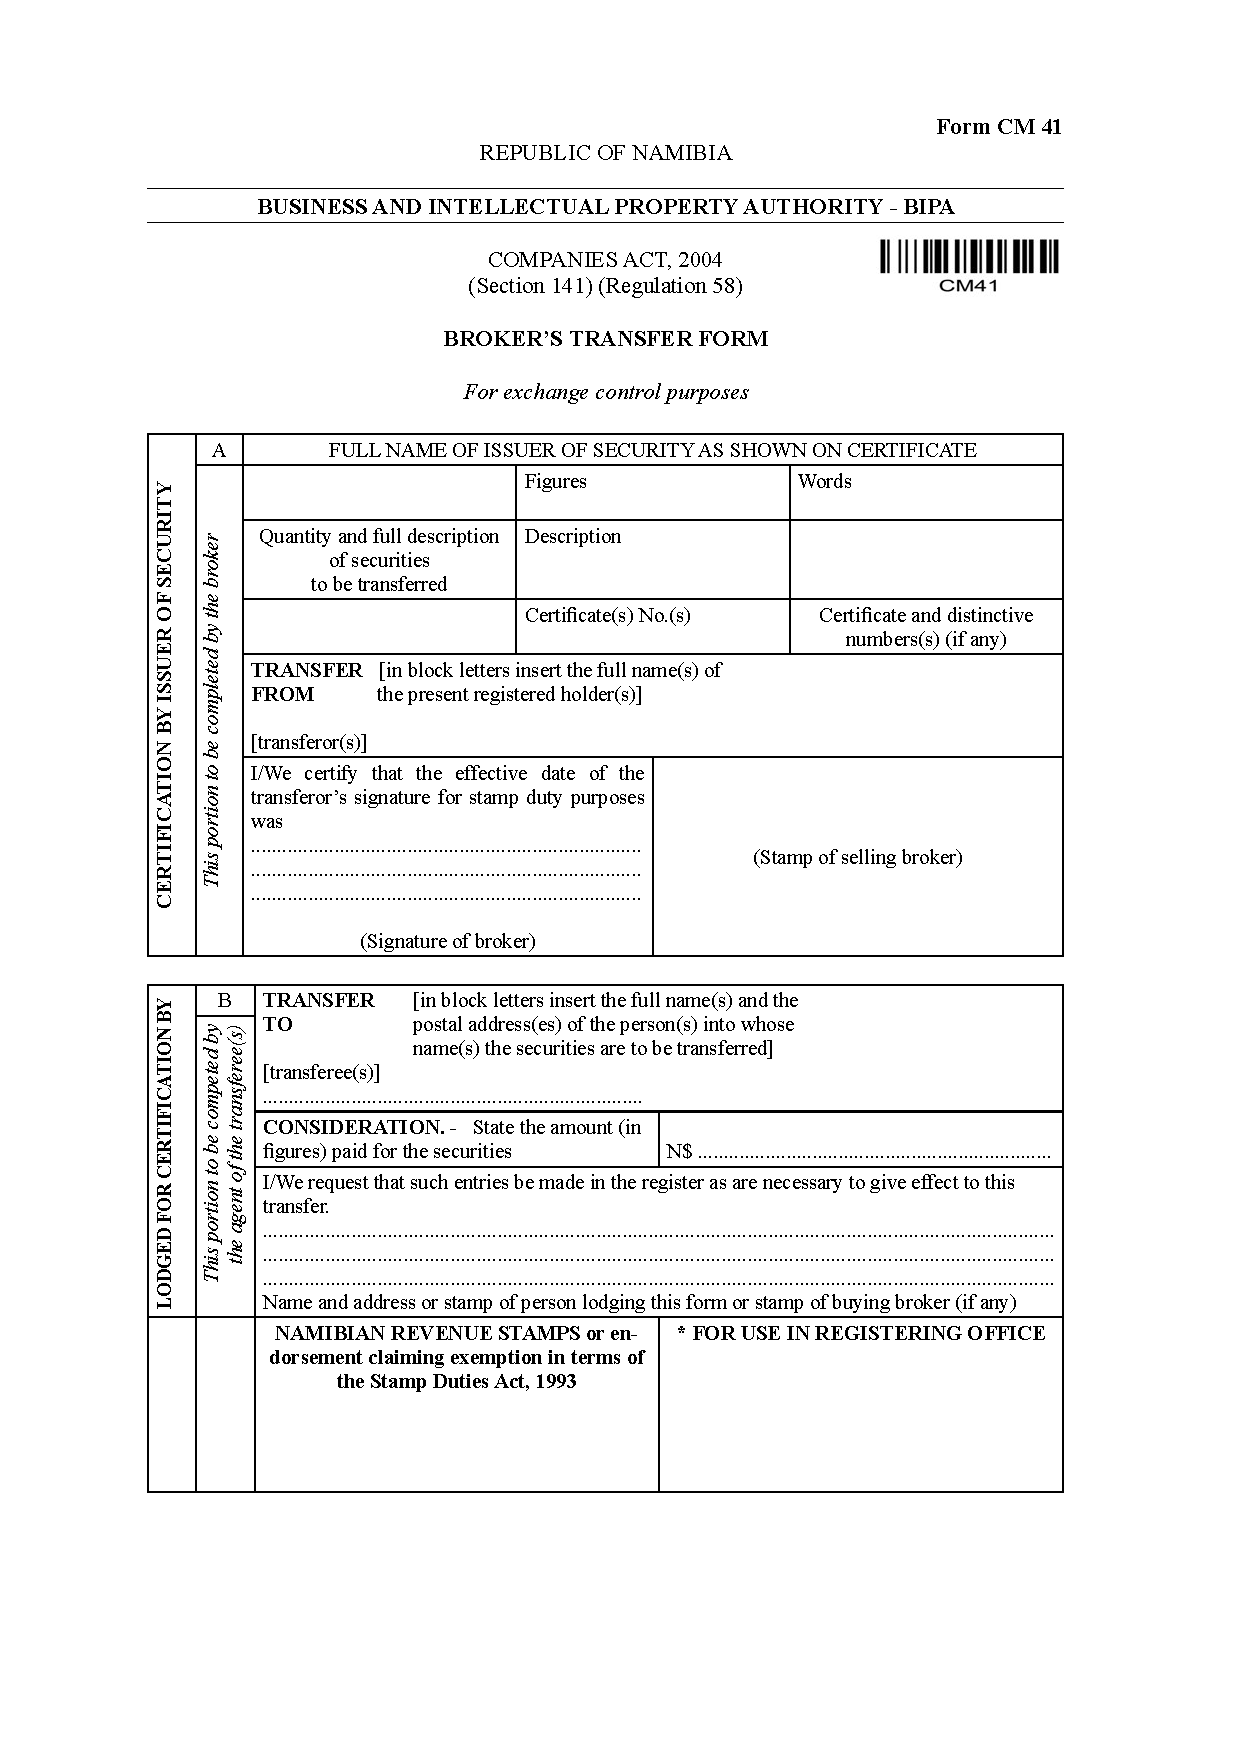 Form CM 41
REPUBLIC OF NAMIBIA
BUSINESS AND INTELLECTUAL PROPERTY AUTHORITY - BIPA
COMPANIES ACT, 2004
(Section 141) (Regulation 58)
CM41
BROKER'S TRANSFER FORM
For exchange control purposes
CERTIFICATION BY ISSUER OF SECURITY
A
This portion to be completed by the broker
FULL NAME OF ISSUER OF SECURITY AS SHOWN ON CERTIFICATE
Figures
Words
Quantity and full description
of securities
to be transferred
Description
Certificate(s) No.(s)
Certificate and distinctive
numbers(s) (if any)
TRANSFER [in block letters insert the full name(s) of
FROM the present registered holder(s)]
[transferor(s)]
I/We certify that the effective date of the
transferor's signature for stamp duty purposes
was
...........................................................................
...........................................................................
...........................................................................
(Signature of broker)
(Stamp of selling broker)
LODGED FOR CERTIFICATION BY
B
This portion to be competed by
the agent of the transferee(s)
TRANSFER [in block letters insert the full name(s) and the
TO postal address(es) of the person(s) into whose
name(s) the securities are to be transferred]
[transferee(s)]
.........................................................................
CONSIDERATION. - State the amount (in
figures) paid for the securities
N$ ....................................................................
I/We request that such entries be made in the register as are necessary to give effect to this
transfer.
........................................................................................................................................................
........................................................................................................................................................
........................................................................................................................................................
Name and address or stamp of person lodging this form or stamp of buying broker (if any)
NAMIBIAN REVENUE STAMPS or en-
dorsement claiming exemption in terms of
the Stamp Duties Act, 1993
* FOR USE IN REGISTERING OFFICE